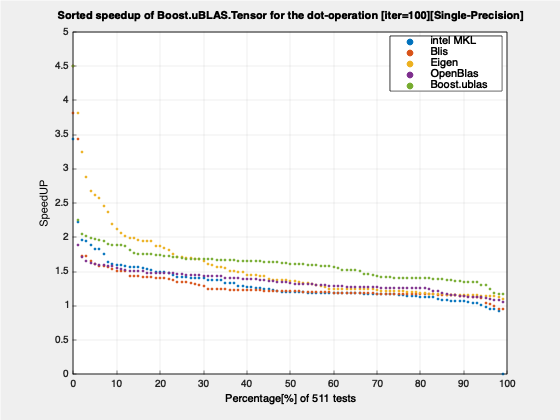 Sorted speedup of Boost.uBLAS.Tensor for the dot-operation [iter=100][Single-Precision]
intel MKL
Blis
Eigen
OpenBlas
Boost.ublas
SpeedUP
5
4.5
4
3.5
3
2.5
2
1.5
1
0.5
0
0 10 20 30 40 50 60 70 80 90 100
Percentage[%] of 511 tests